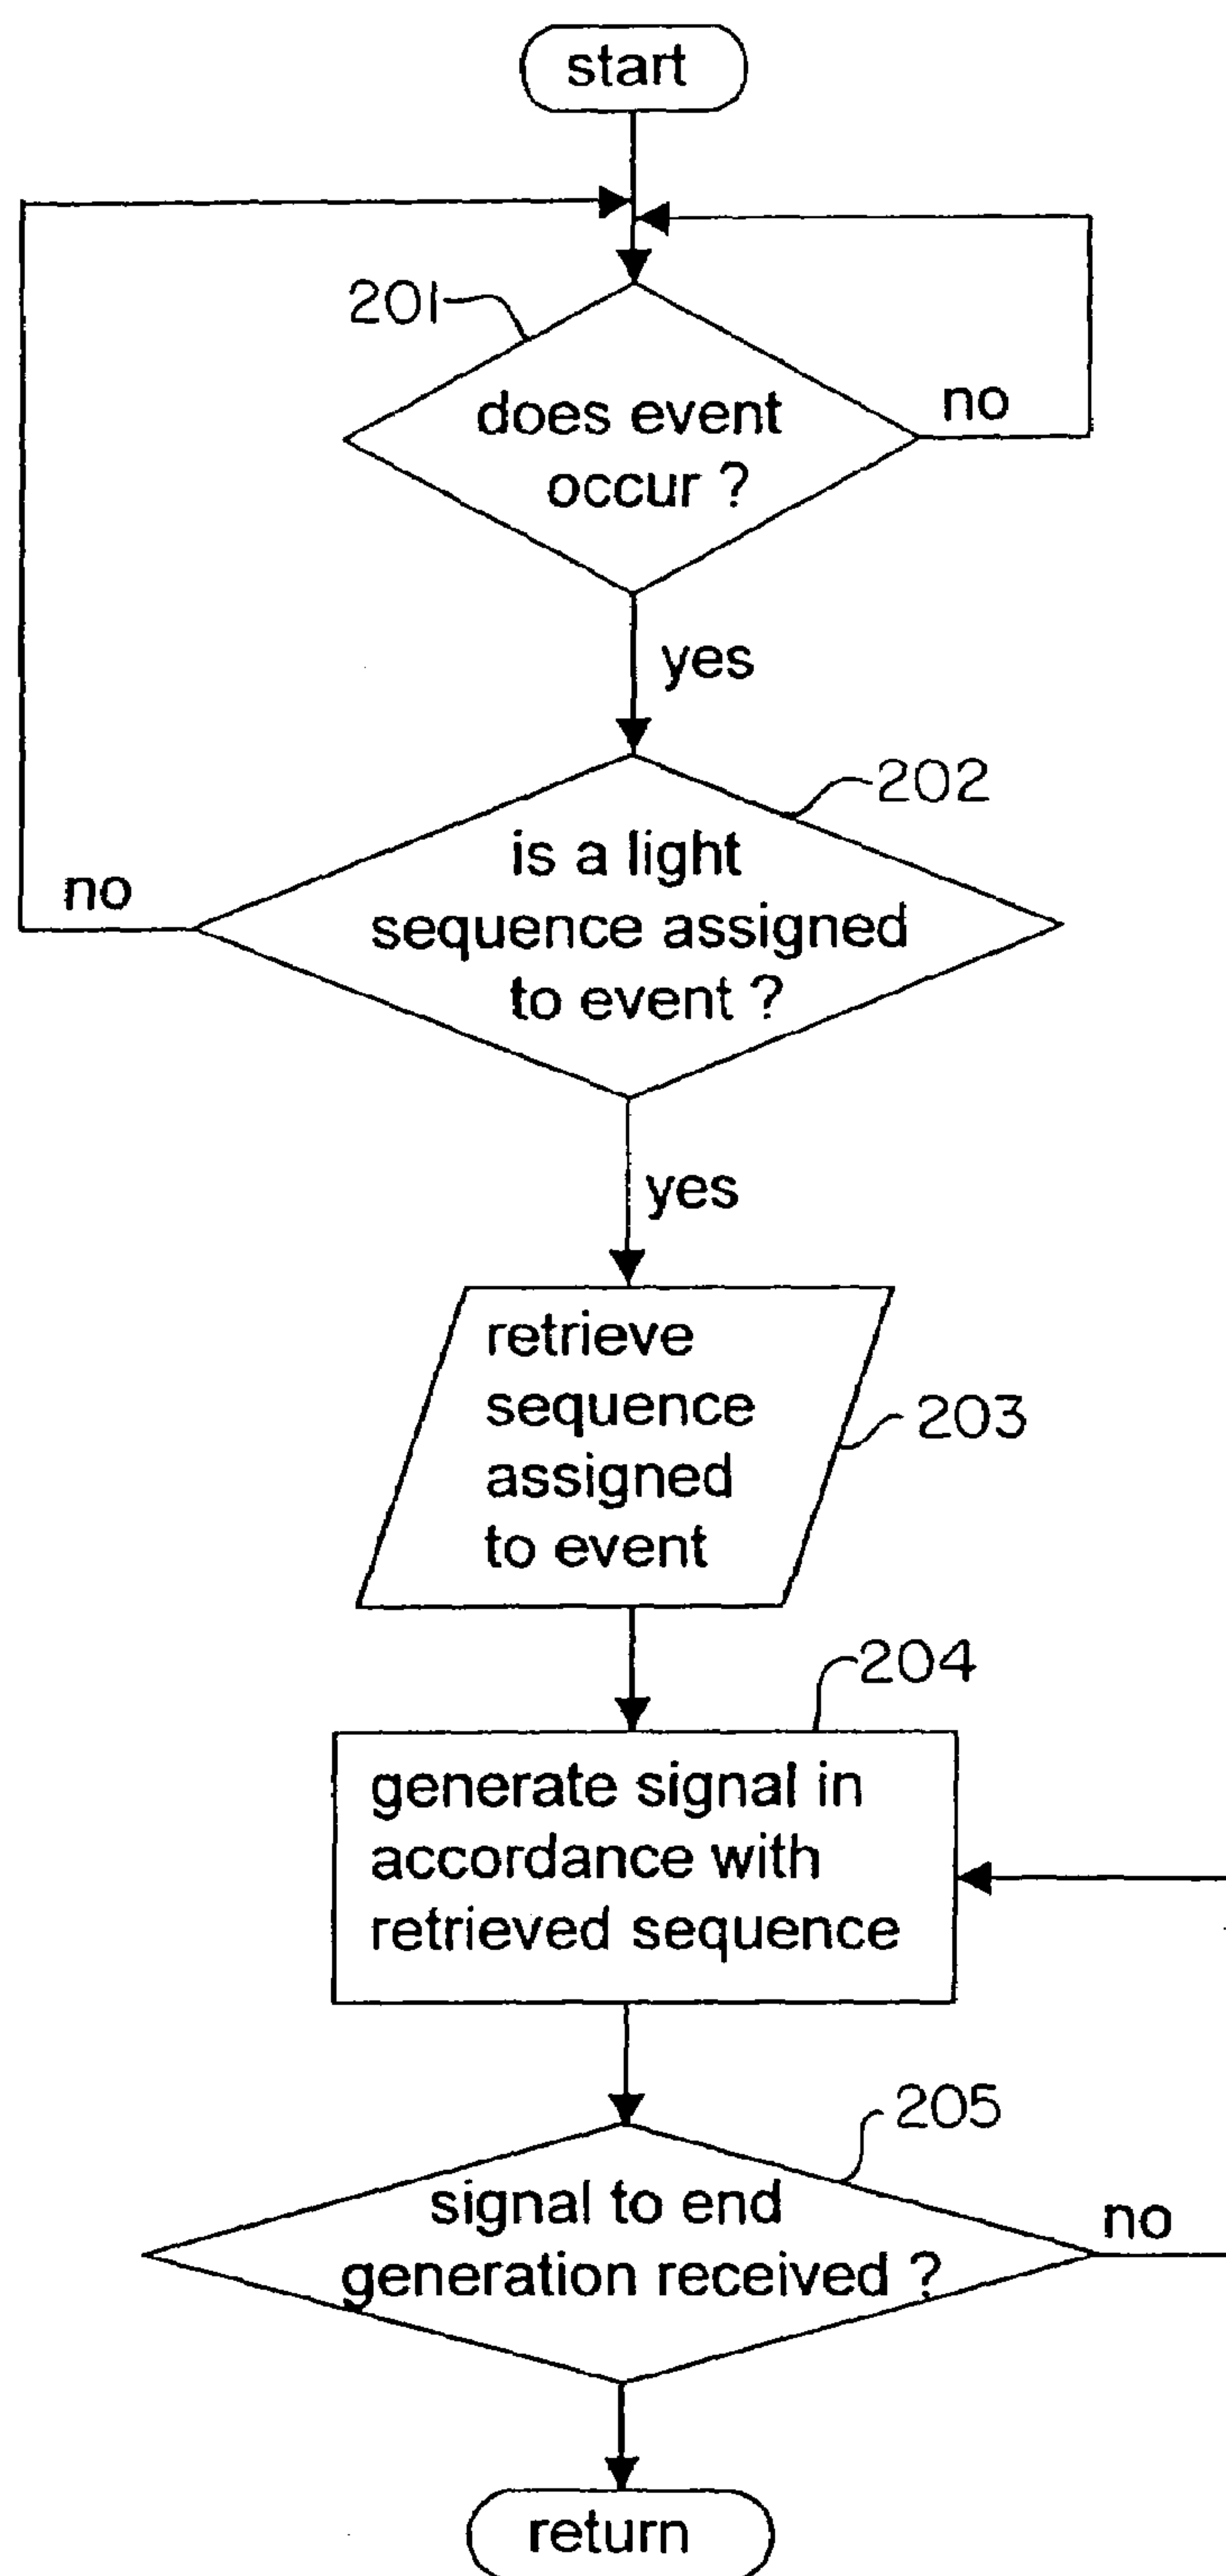 start
201
does event
occur ?
no
yes
202
is a light
sequence assigned
to event ?
no
yes
retrieve
sequence
assigned
to event
203
204
generate signal in
accordance with
retrieved sequence
205
signal to end
generation received ?
no
return